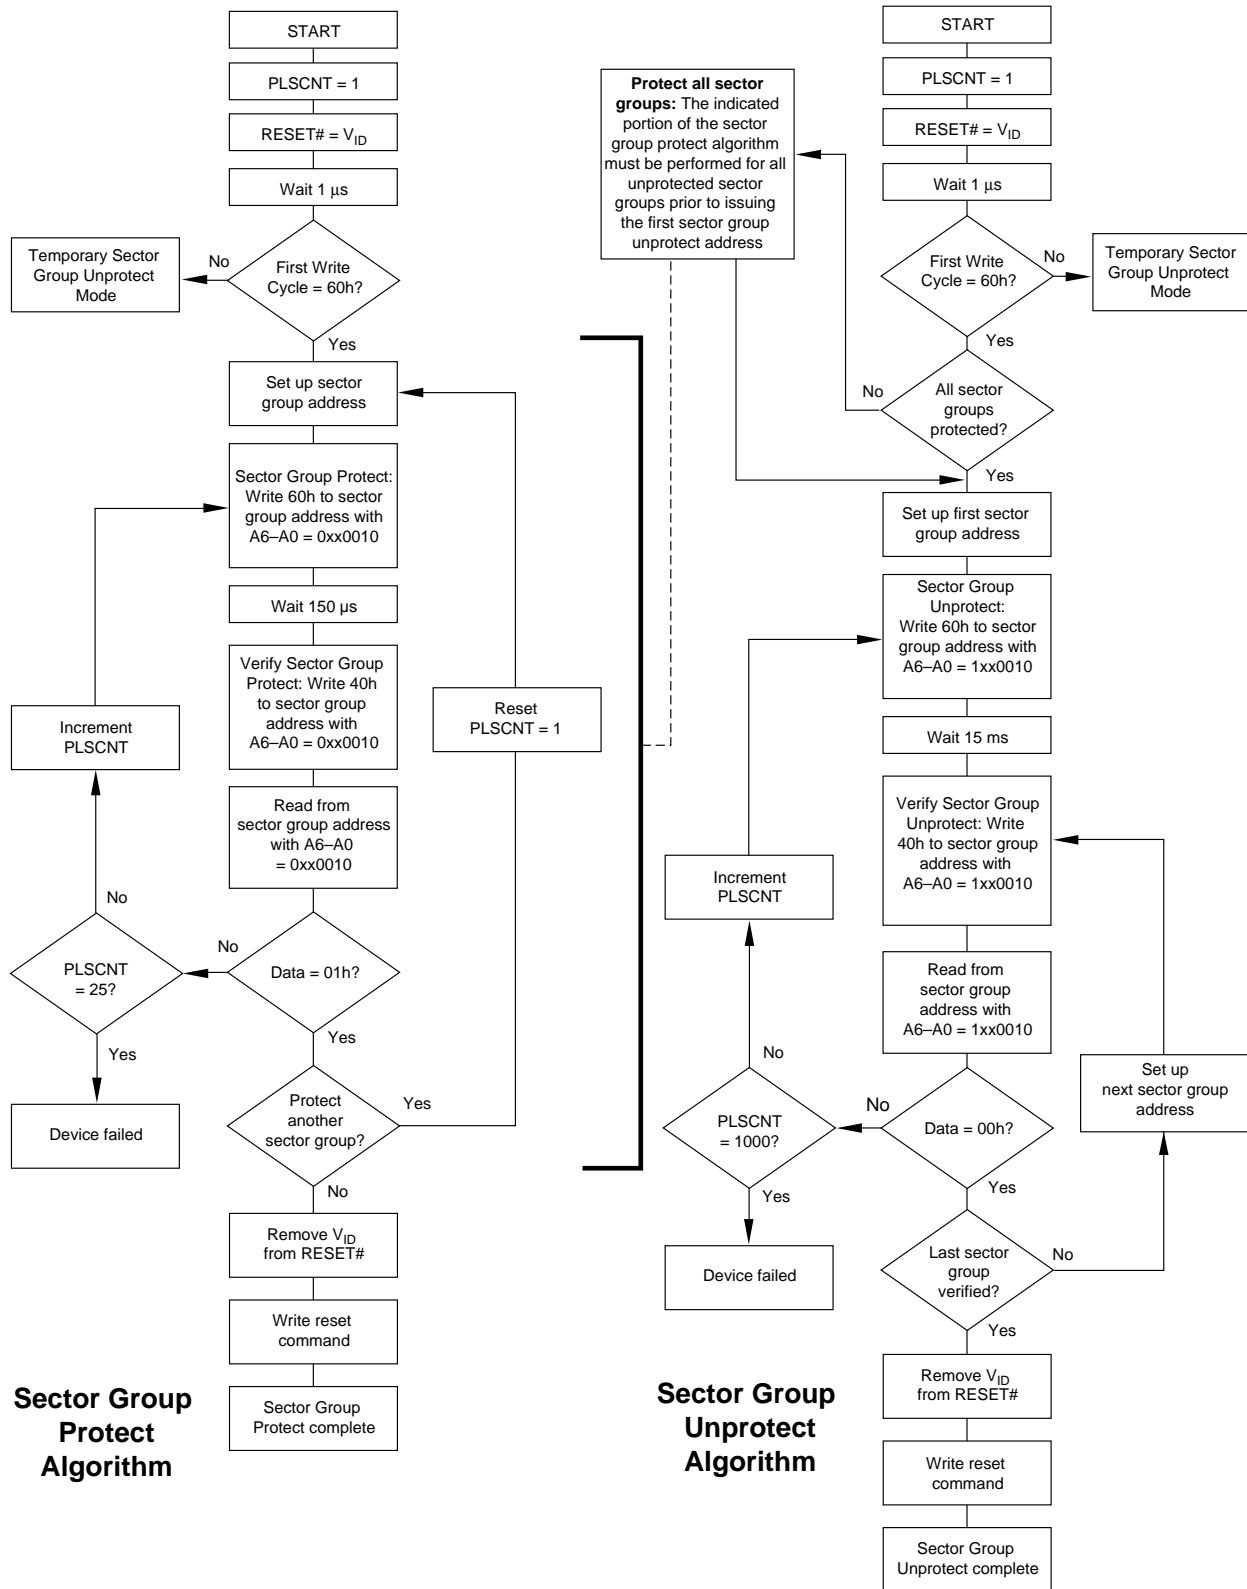 START
PLSCNT = 1
RESET# = VID
Wait 1 μs
First Write
Cycle = 60h?
No
Temporary Sector
Group Unprotect
Mode
Yes
Set up sector
group address
Sector Group Protect:
Write 60h to sector
group address with
A6–A0 = 0xx0010
Wait 150 µs
Verify Sector Group
Protect: Write 40h
to sector group
address with
A6–A0 = 0xx0010
Read from
sector group address
with A6–A0
= 0xx0010
Data = 01h?
No
PLSCNT
= 25?
No
Increment
PLSCNT
Yes
Device failed
Yes
Protect
another
sector group?
Yes
Reset
PLSCNT = 1
No
Remove VID
from RESET#
Write reset
command
Sector Group
Protect complete
Sector Group
Protect
Algorithm
Protect all sector
groups: The indicated
portion of the sector
group protect algorithm
must be performed for all
unprotected sector
groups prior to issuing
the first sector group
unprotect address
START
PLSCNT = 1
RESET# = VID
Wait 1 μs
First Write
Cycle = 60h?
No
Temporary Sector
Group Unprotect
Mode
Yes
All sector
groups
protected?
No
Yes
Set up first sector
group address
Sector Group
Unprotect:
Write 60h to sector
group address with
A6–A0 = 1xx0010
Wait 15 ms
Verify Sector Group
Unprotect: Write
40h to sector group
address with
A6–A0 = 1xx0010
Read from
sector group
address with
A6–A0 = 1xx0010
Data = 00h?
No
PLSCNT
= 1000?
No
Increment
PLSCNT
Yes
Device failed
Yes
Last sector
group
verified?
No
Set up
next sector group
address
Yes
Remove VID
from RESET#
Write reset
command
Sector Group
Unprotect complete
Sector Group
Unprotect
Algorithm